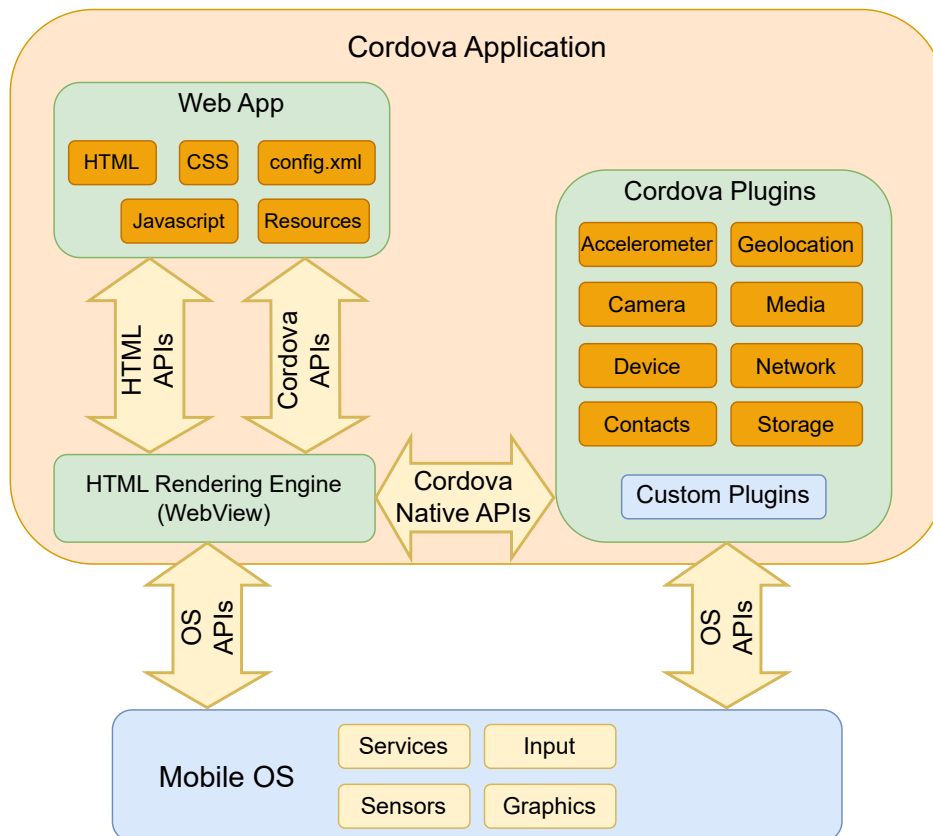 Cordova Application
Web App
HTML
CSS
config.xml
Javascript
Resources
Cordova Plugins
Accelerometer
Geolocation
Camera
Media
Device
Network
Contacts
Storage
Custom Plugins
HTML
APIs
Cordova
APIs
HTML Rendering Engine
(WebView)
Cordova
Native APIs
OS
APIs
OS
APIs
Mobile OS
Services
Input
Sensors
Graphics